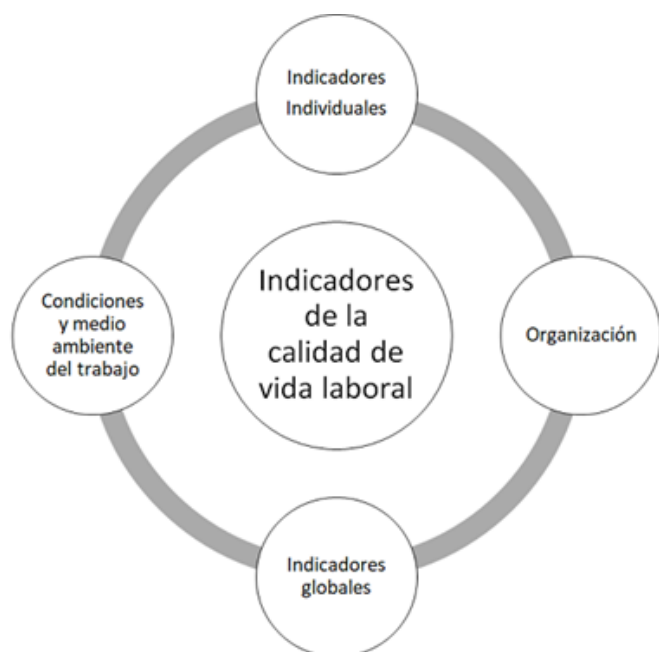 Indicadores
Individuales
Indicadores
de la
calidad de
vida laboral
Condiciones
y medio
ambiente
del trabajo
Organización
Indicadores
globales